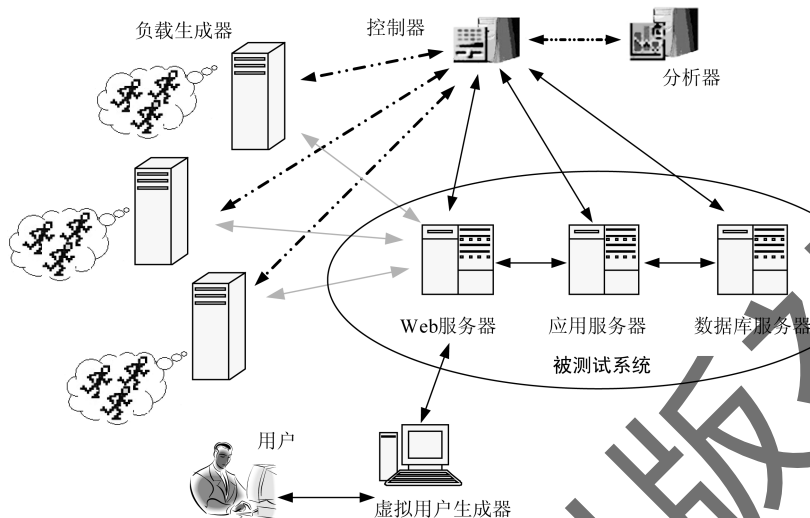 负载生成器
控制器
分析器
Web服务器
应用服务器
数据库服务器
被测试系统
用户
虚拟用户生成器
版